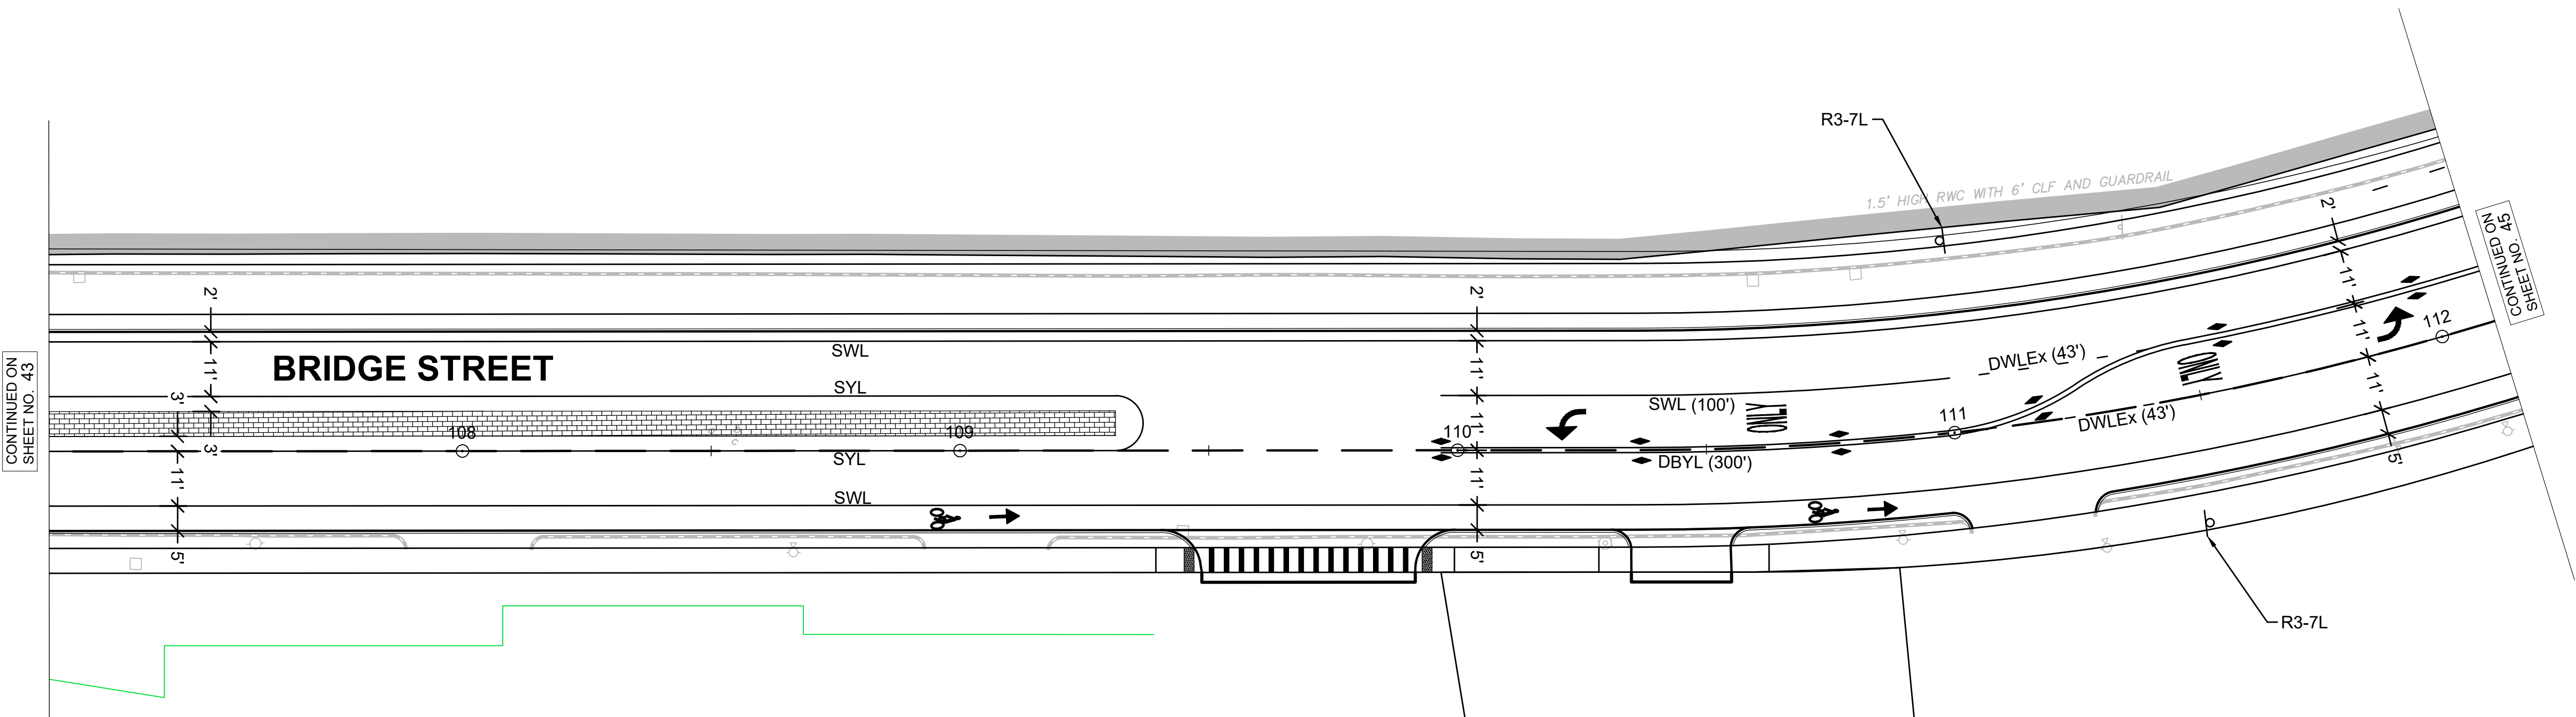 CONTINUED ON
SHEET NO. 43
BRIDGE STREET
2'
11'
3'
3'
11'
5'
108
109
SWL
SYL
SYL
SWL
2'
11'
11'
11'
5'
110
SWL (100')
ONLY
DBYL (300')
R3-7L
1.5' HIGH RWC WITH 6' CLF AND GUARDRAIL
DWLEx (43')
111
DWLEx (43')
ONLY
2'
11'
11'
11'
5'
112
R3-7L
CONTINUED ON
SHEET NO. 45